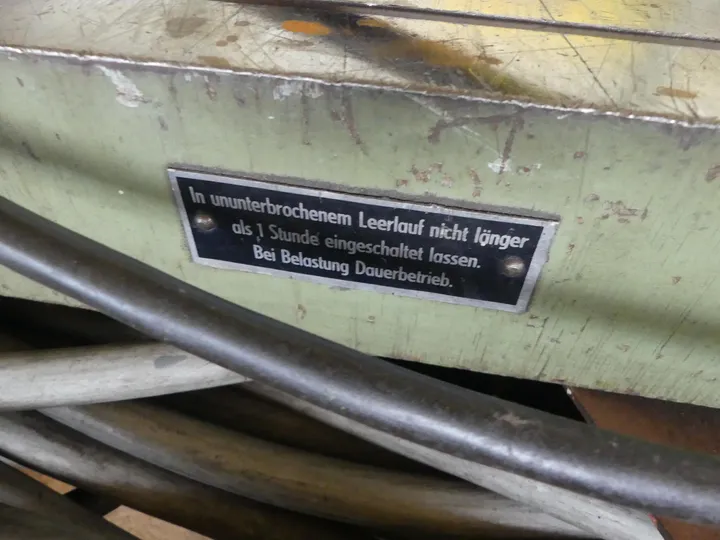 In ununterbrochenem Leerlauf nicht länger
als 1 Stunde eingeschaltet lassen.
Bei Belastung Dauerbetrieb.